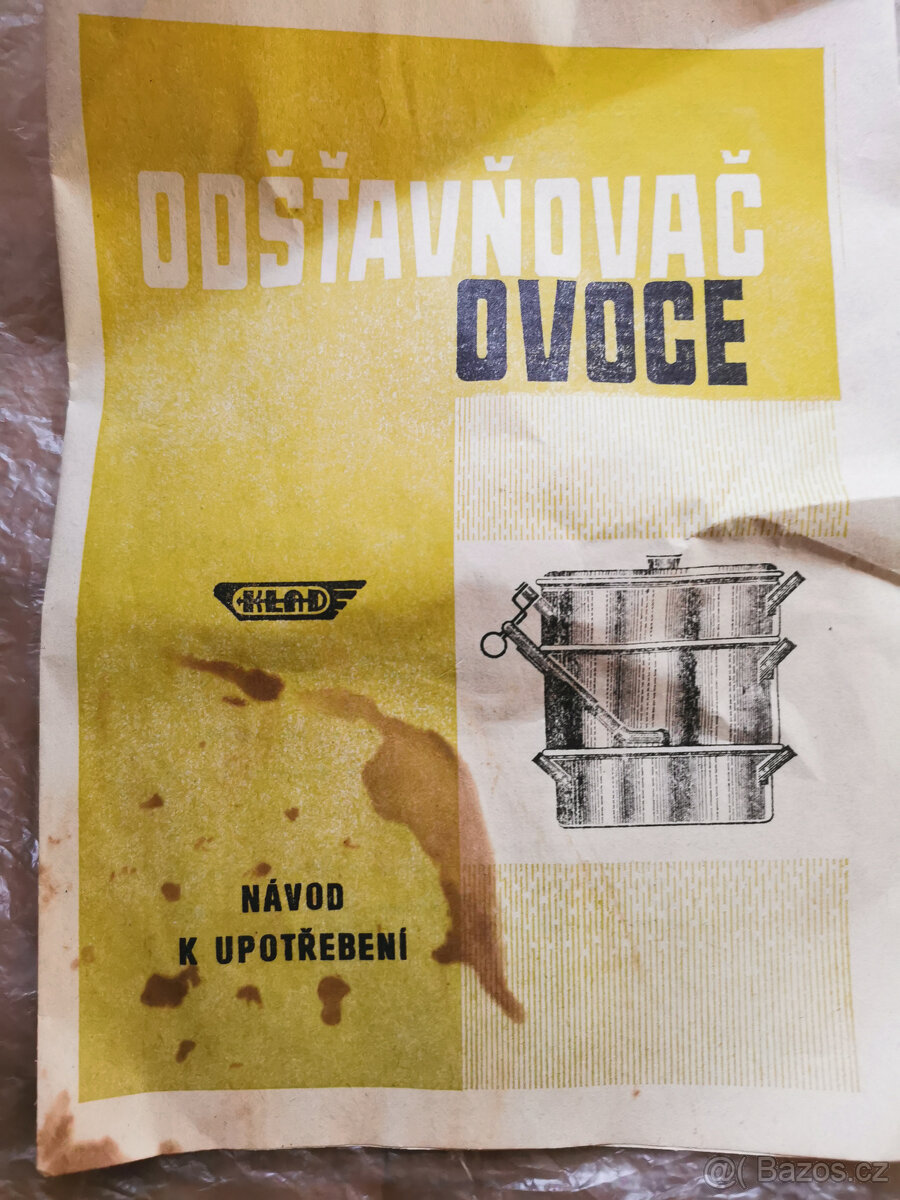 ODŠŤAVŇOVAČ
OVOCE
KLAD
NÁVOD
K UPOTŘEBENÍ
@( Bazos.cz